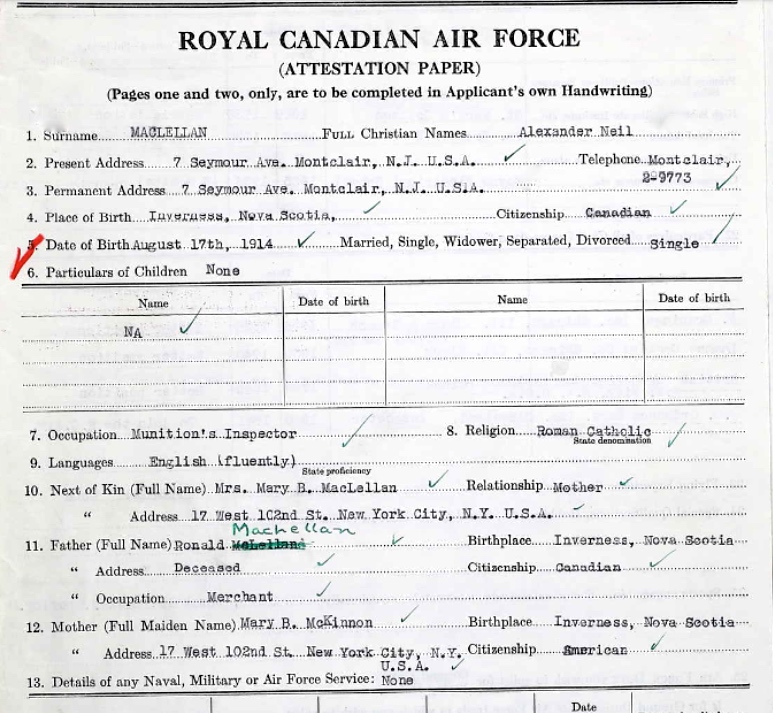 ROYAL CANADIAN AIR FORCE
(ATTESTATION PAPER)
(Pages one and two, only, are to be completed in Applicant's own Handwriting)
1. Surname MACLELLAN FULL Christian Names Alexander Neil
2. Present Address 7 Seymour Ave. Montclair, N.J. U.S.A. Telephone Montclair,
2-9773
3. Permanent Address 7 Seymour Ave. Montclair, N.J. U.S.A.
4. Place of Birth Inverness, Nova Scotia, Citizenship Canadian
5. Date of Birth August 17th, 1914 Married, Single, Widower, Separated, Divorced Single
6. Particulars of Children None
Name Date of birth Name Date of birth
NA
7. Occupation Munition's Inspector 8. Religion Roman Catholic
State denomination
9. Languages English (fluently)
State proficiency
10. Next of Kin (Full Name) Mrs. Mary B. MacLellan Relationship Mother
" Address 17 West 102nd St. New York City, N.Y. U.S.A.
Maclellan
11. Father (Full Name) Ronald McLelland Birthplace Inverness, Nova Scotia
" Address Deceased Citizenship Canadian
" Occupation Merchant
12. Mother (Full Maiden Name) Mary B. McKinnon Birthplace Inverness, Nova Scotia
" Address 17 West 102nd St. New York City, N.Y. Citizenship American
U.S.A.
13. Details of any Naval, Military or Air Force Service: None
Date